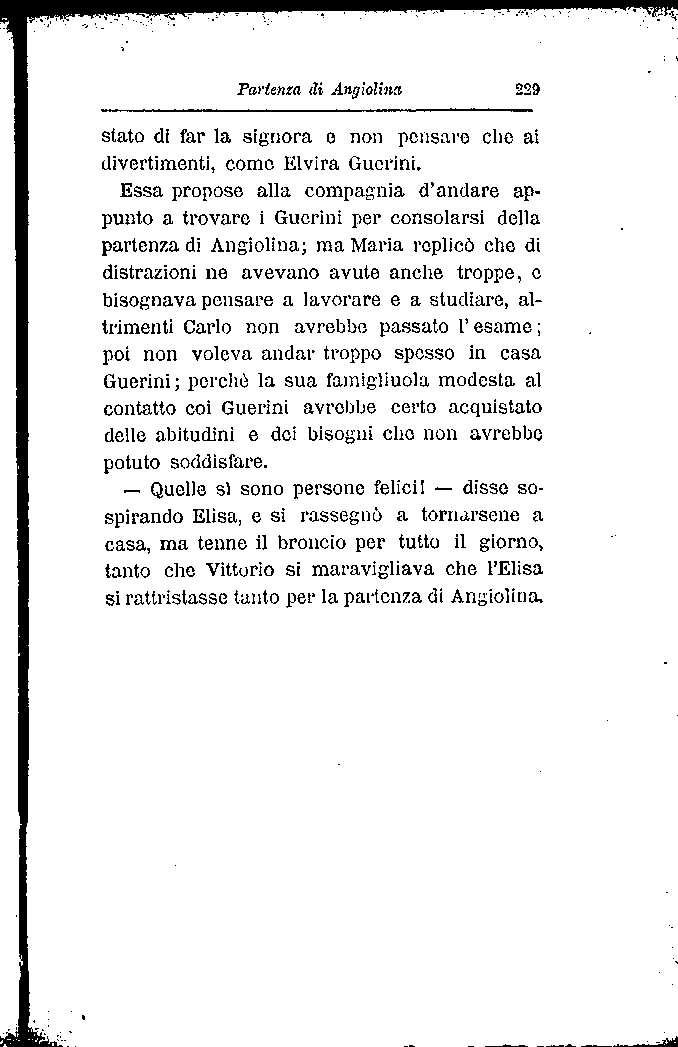 Partenza di Angiolina 229
stato di far la signora e non pensare che ai
divertimenti, come Elvira Guerini.
Essa propose alla compagnia d'andare ap-
punto a trovare i Guerini per consolarsi della
partenza di Angiolina; ma Maria replicò che di
distrazioni ne avevano avute anche troppe, e
bisognava pensare a lavorare e a studiare, al-
trimenti Carlo non avrebbe passato l'esame;
poi non voleva andar troppo spesso in casa
Guerini; perchè la sua famigliuola modesta al
contatto coi Guerini avrebbe certo acquistato
delle abitudini e dei bisogni che non avrebbe
potuto soddisfare.
— Quelle sì sono persone felici! — disse so-
spirando Elisa, e si rassegnò a tornarsene a
casa, ma tenne il broncio per tutto il giorno,
tanto che Vittorio si maravigliava che l'Elisa
si rattristasse tanto per la partenza di Angiolina.